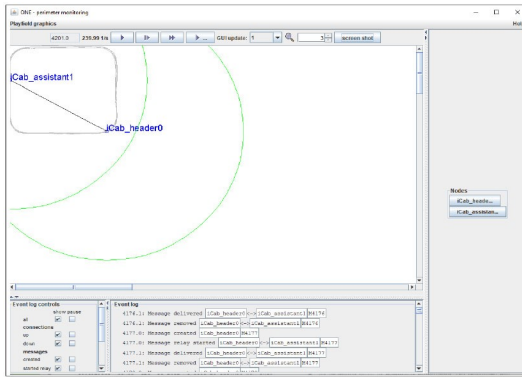 ONE - perimeter monitoring
Playfield graphics
Hel
4201.0 239.99 1/s ... GUI update: 1 3 screen shot
iCab_assistant1
iCab_header0
Nodes
iCab_heade...
iCab_assistan...
Event log controls
show pause
all
connections
up
down
messages
created
started relay
Event log
4176.1: Message delivered iCab_header0<->iCab_assistant1 M4176
4176.1: Message removed iCab_header0<->iCab_assistant1 M4176
4177.0: Message created iCab_header0 M4177
4177.0: Message relay started iCab_header0<->iCab_assistant1 M4177
4177.1: Message delivered iCab_header0<->iCab_assistant1 M4177
4177.1: Message removed iCab_header0<->iCab_assistant1 M4177